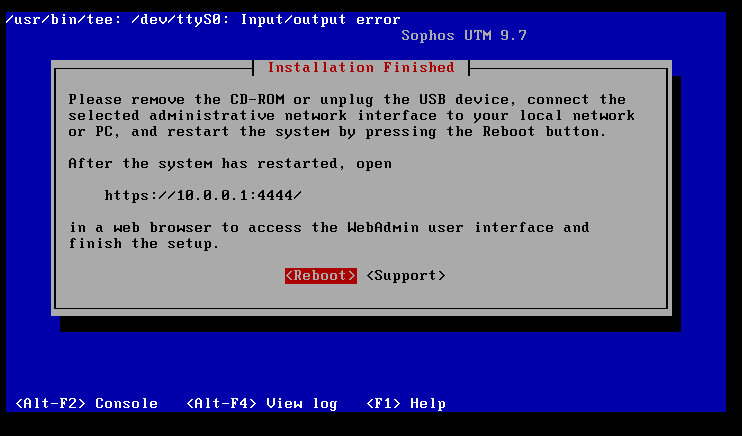 /usr/bin/tee: /dev/ttyS0: Input/output error
Sophos UTM 9.7
Installation Finished
Please remove the CD-ROM or unplug the USB device, connect the
selected administrative network interface to your local network
or PC, and restart the system by pressing the Reboot button.
After the system has restarted, open
https://10.0.0.1:4444/
in a web browser to access the WebAdmin user interface and
finish the setup.
<Reboot> <Support>
<Alt-F2> Console <Alt-F4> View log <F1> Help